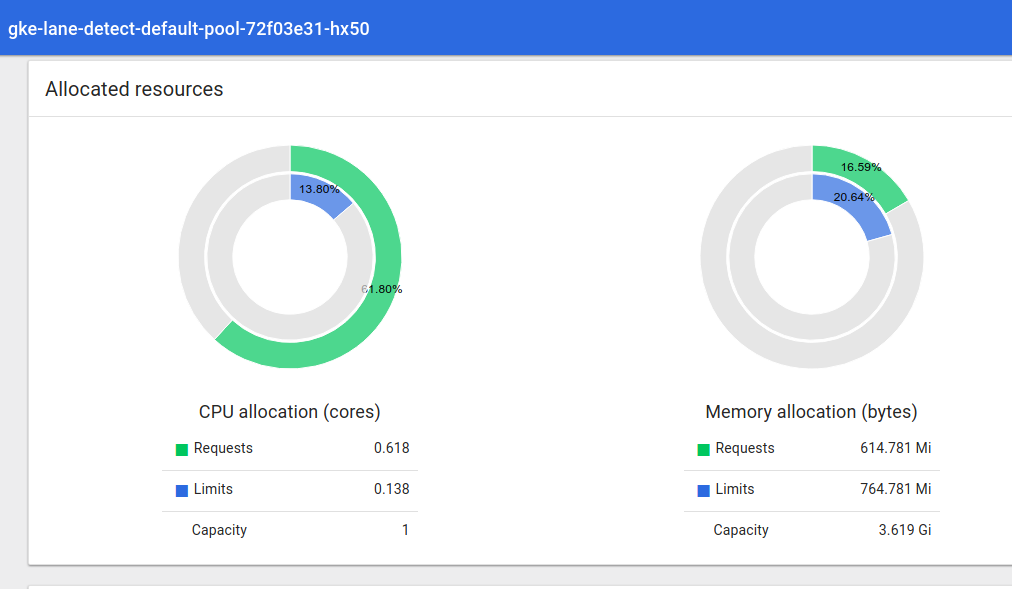 gke-lane-detect-default-pool-72f03e31-hx50
Allocated resources
13.80%
61.80%
CPU allocation (cores)
Requests 0.618
Limits 0.138
Capacity 1
16.59%
20.64%
Memory allocation (bytes)
Requests 614.781 Mi
Limits 764.781 Mi
Capacity 3.619 Gi